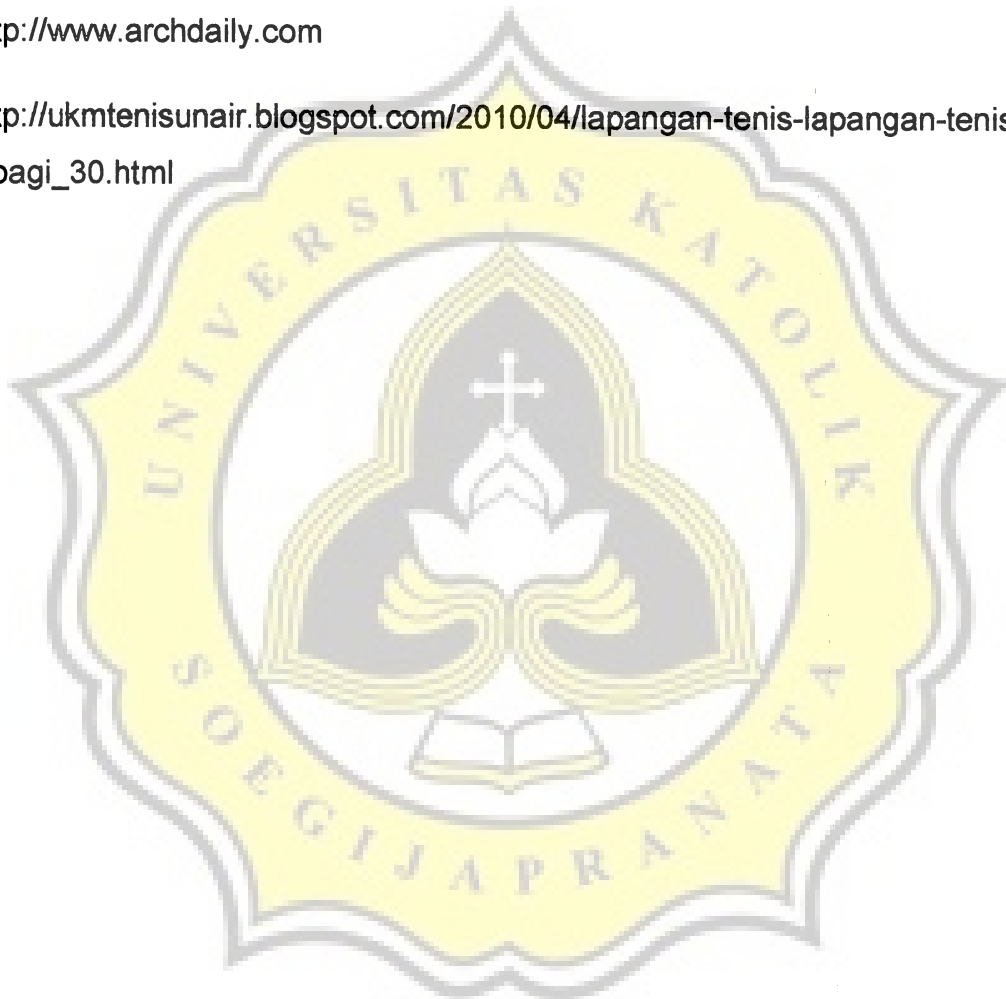 tp://www.archdaily.com
tp://ukmtenisunair.blogspot.com/2010/04/lapangan-tenis-lapangan-tenis
bagi_30.html
UNIVERSITAS KATOLIK
SOEGIJAPRANATA